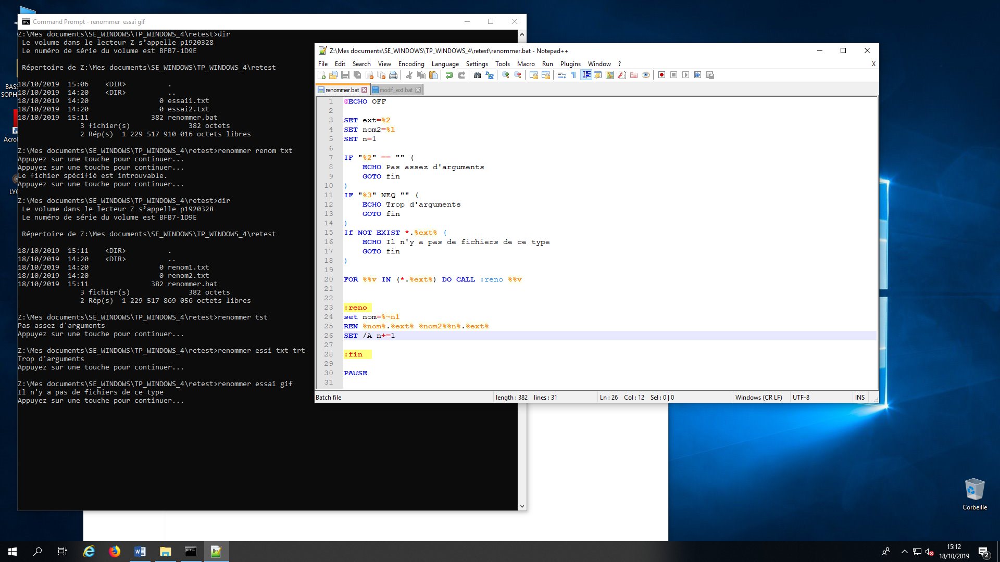 Command Prompt - renommer  essai gif
Z:\Mes documents\SE_WINDOWS\TP_WINDOWS_4\retest>dir
 Le volume dans le lecteur Z s’appelle p1920328
 Le numéro de série du volume est BFB7-1D9E
 Répertoire de Z:\Mes documents\SE_WINDOWS\TP_WINDOWS_4\retest
18/10/2019  15:06    <DIR>          .
18/10/2019  14:20    <DIR>          ..
18/10/2019  14:20                 0 essai1.txt
18/10/2019  14:20                 0 essai2.txt
18/10/2019  15:11               382 renommer.bat
               3 fichier(s)              382 octets
               2 Rép(s)  1 229 517 910 016 octets libres
Z:\Mes documents\SE_WINDOWS\TP_WINDOWS_4\retest>renommer renom txt
Appuyez sur une touche pour continuer...
Appuyez sur une touche pour continuer...
Le fichier spécifié est introuvable.
Appuyez sur une touche pour continuer...
Z:\Mes documents\SE_WINDOWS\TP_WINDOWS_4\retest>dir
 Le volume dans le lecteur Z s’appelle p1920328
 Le numéro de série du volume est BFB7-1D9E
 Répertoire de Z:\Mes documents\SE_WINDOWS\TP_WINDOWS_4\retest
18/10/2019  15:11    <DIR>          .
18/10/2019  14:20    <DIR>          ..
18/10/2019  14:20                 0 renom1.txt
18/10/2019  14:20                 0 renom2.txt
18/10/2019  15:11               382 renommer.bat
               3 fichier(s)              382 octets
               2 Rép(s)  1 229 517 869 056 octets libres
Z:\Mes documents\SE_WINDOWS\TP_WINDOWS_4\retest>renommer tst
Pas assez d'arguments
Appuyez sur une touche pour continuer...
Z:\Mes documents\SE_WINDOWS\TP_WINDOWS_4\retest>renommer essi txt trt
Trop d'arguments
Appuyez sur une touche pour continuer...
Z:\Mes documents\SE_WINDOWS\TP_WINDOWS_4\retest>renommer essai gif
Il n'y a pas de fichiers de ce type
Appuyez sur une touche pour continuer...
Z:\Mes documents\SE_WINDOWS\TP_WINDOWS_4\retest\renommer.bat - Notepad++
File Edit Search View Encoding Language Settings Tools Macro Run Plugins Window ? X
renommer.bat modif_ext.bat
1 @ECHO OFF
2
3 SET ext=%2
4 SET nom2=%1
5 SET n=1
6
7 IF "%2" == "" (
8     ECHO Pas assez d'arguments
9     GOTO fin
10 )
11 IF "%3" NEQ "" (
12     ECHO Trop d'arguments
13     GOTO fin
14 )
15 If NOT EXIST *.%ext% (
16     ECHO Il n'y a pas de fichiers de ce type
17     GOTO fin
18 )
19
20 FOR %%v IN (*.%ext%) DO CALL :reno %%v
21
22
23 :reno
24 set nom=%~n1
25 REN %nom%.%ext% %nom2%%n%.%ext%
26 SET /A n+=1
27
28 :fin
29
30 PAUSE
31
Batch file length : 382 lines : 31 Ln : 26 Col : 12 Sel : 0 | 0 Windows (CR LF) UTF-8 INS
BAS
SOPH
Acrol
LYC
Corbeille
15:12
18/10/2019
2